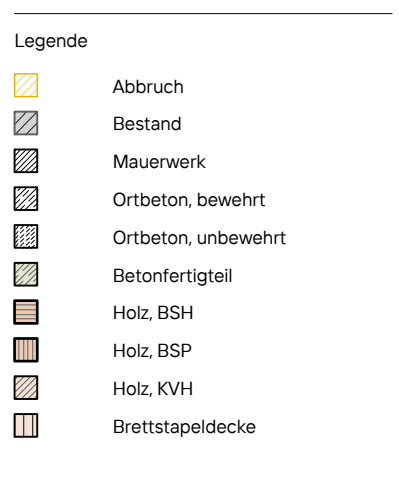 Legende
Abbruch
Bestand
Mauerwerk
Ortbeton, bewehrt
Ortbeton, unbewehrt
Betonfertigteil
Holz, BSH
Holz, BSP
Holz, KVH
Brettstapeldecke